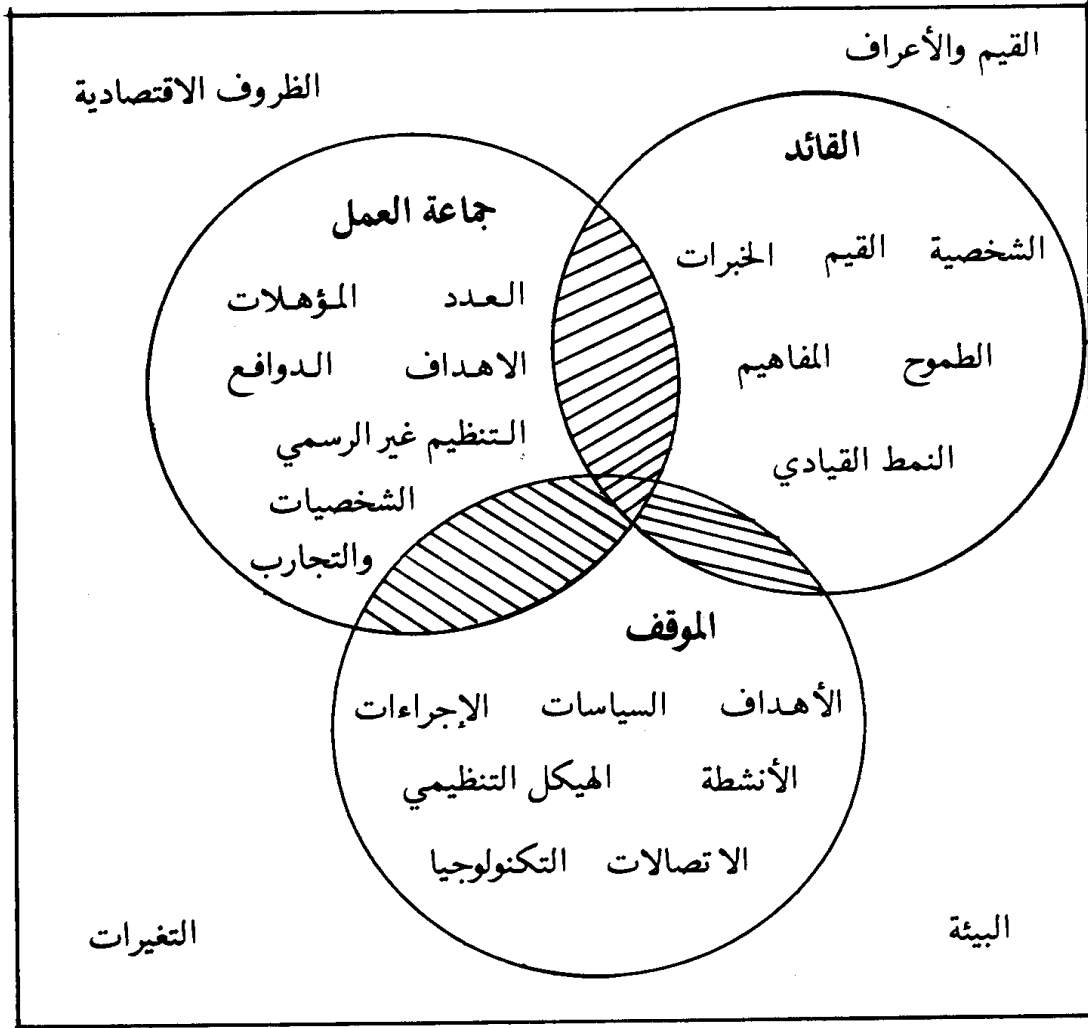 القيم والأعراف
الظروف الاقتصادية
القائد
الشخصية القيم الخبرات
الطموح المفاهيم
النمط القيادي
جماعة العمل
العدد المؤهلات
الاهداف الدوافع
التنظيم غير الرسمي
الشخصيات
والتجارب
الموقف
الأهداف السياسات الإجراءات
الأنشطة الهيكل التنظيمي
الاتصالات التكنولوجيا
البيئة
التغيرات